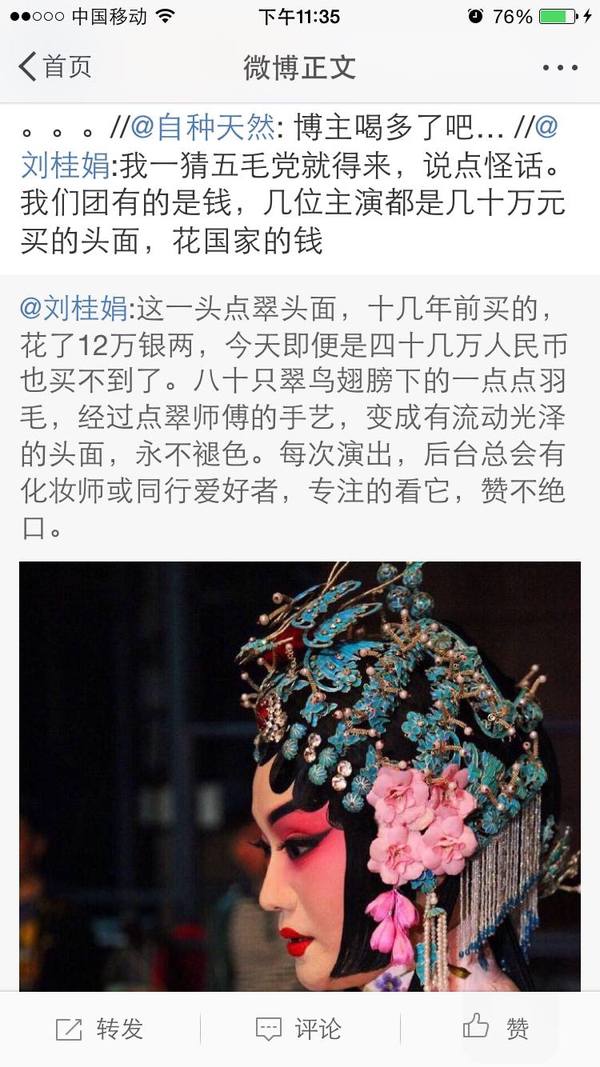 中国移动 下午11:35 76%
首页 微博正文
。。。//@自种天然: 博主喝多了吧... //@
刘桂娟:我一猜五毛党就得来，说点怪话。
我们团有的是钱，几位主演都是几十万元
买的头面，花国家的钱
@刘桂娟:这一头点翠头面，十几年前买的，
花了12万银两，今天即便是四十几万人民币
也买不到了。八十只翠鸟翅膀下的一点点羽
毛，经过点翠师傅的手艺，变成有流动光泽
的头面，永不褪色。每次演出，后台总会有
化妆师或同行爱好者，专注的看它，赞不绝
口。
转发 评论 赞